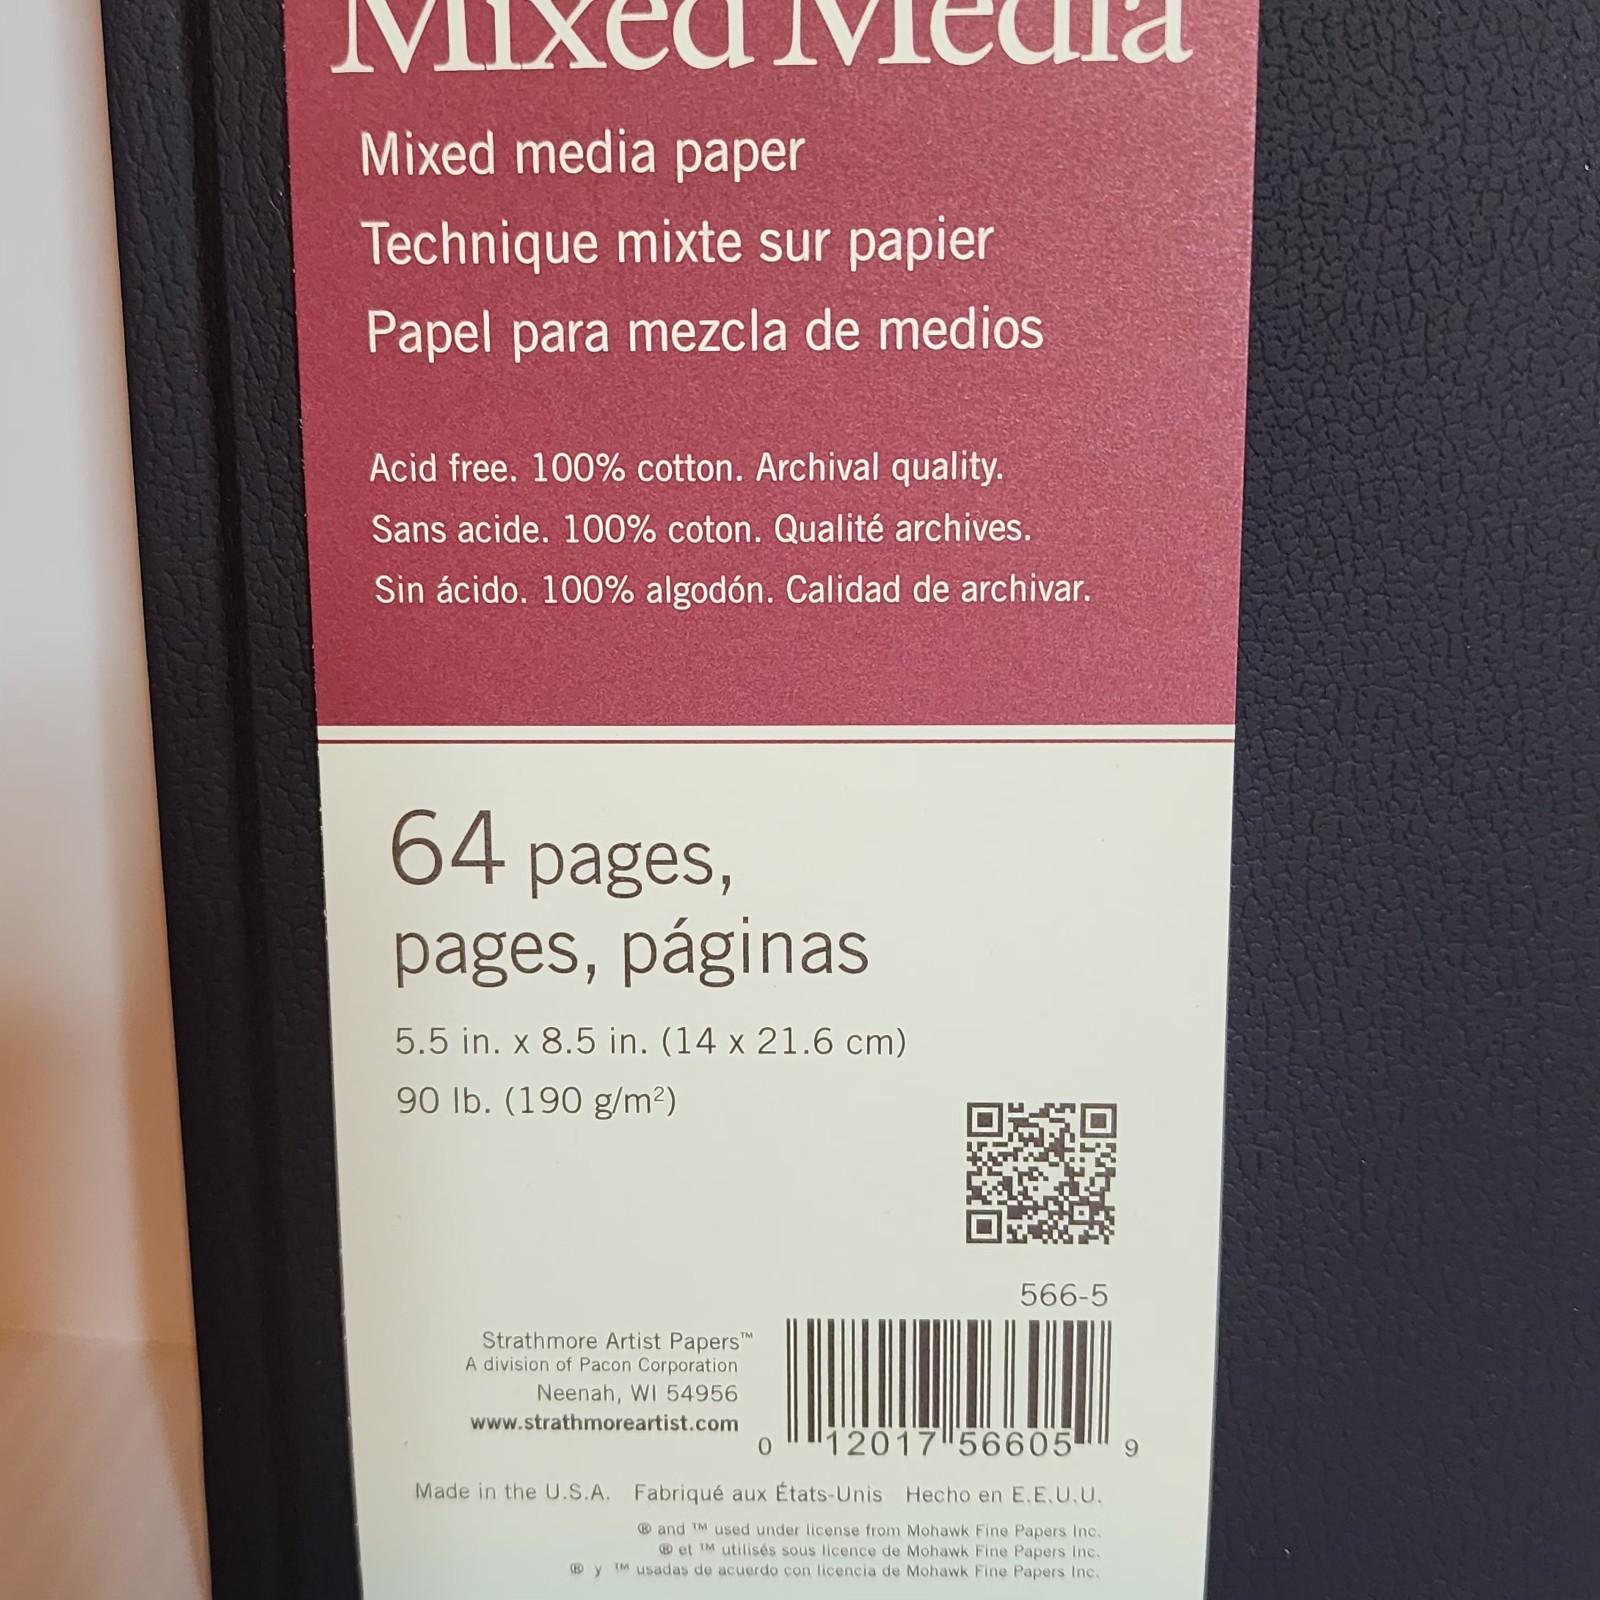 Mixed Media
Mixed media paper
Technique mixte sur papier
Papel para mezcla de medios
Acid free. 100% cotton. Archival quality.
Sans acide. 100% coton. Qualité archives.
Sin ácido. 100% algodón. Calidad de archivar.
64 pages,
pages, páginas
5.5 in. x 8.5 in. (14 x 21.6 cm)
90 lb. (190 g/m²)
566-5
Strathmore Artist Papers™
A division of Pacon Corporation
Neenah, WI 54956
www.strathmoreartist.com
0 12017 56605 9
Made in the U.S.A. Fabriqué aux États-Unis Hecho en E.E.U.U.
® and ™ used under license from Mohawk Fine Papers Inc.
® et ™ utilisés sous licence de Mohawk Fine Papers Inc.
® y ™ usadas de acuerdo con licencia de Mohawk Fine Papers Inc.